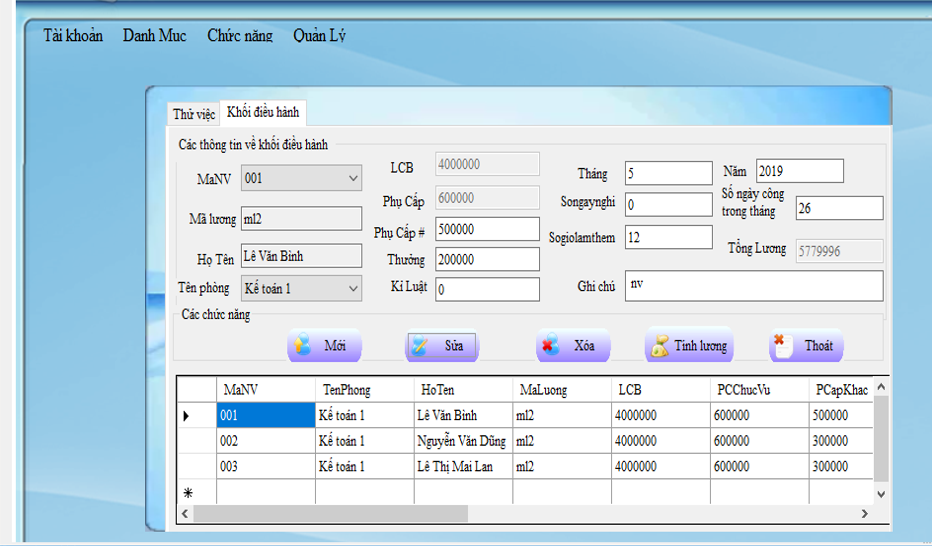 Tài khoản Danh Muc Chức năng Quản Lý
Thử việc Khối điều hành
Các thông tin về khối điều hành
MaNV 001 LCB 4000000 Tháng 5 Năm 2019
Phụ Cấp 600000 Songaynghi 0 Số ngày công trong tháng 26
Mã lương ml2 Phụ Cấp # 500000 Sogiolamthem 12
Họ Tên Lê Văn Bình Thưởng 200000 Tổng Lương 5779996
Tên phòng Kế toán 1 Kỉ Luật 0 Ghi chú nv
Các chức năng
Mới Sửa Xóa Tính lương Thoát
MaNV TenPhong HoTen MaLuong LCB PCChucVu PCapKhac
001 Kế toán 1 Lê Văn Bình ml2 4000000 600000 500000
002 Kế toán 1 Nguyễn Văn Dũng ml2 4000000 600000 300000
003 Kế toán 1 Lê Thị Mai Lan ml2 4000000 600000 300000